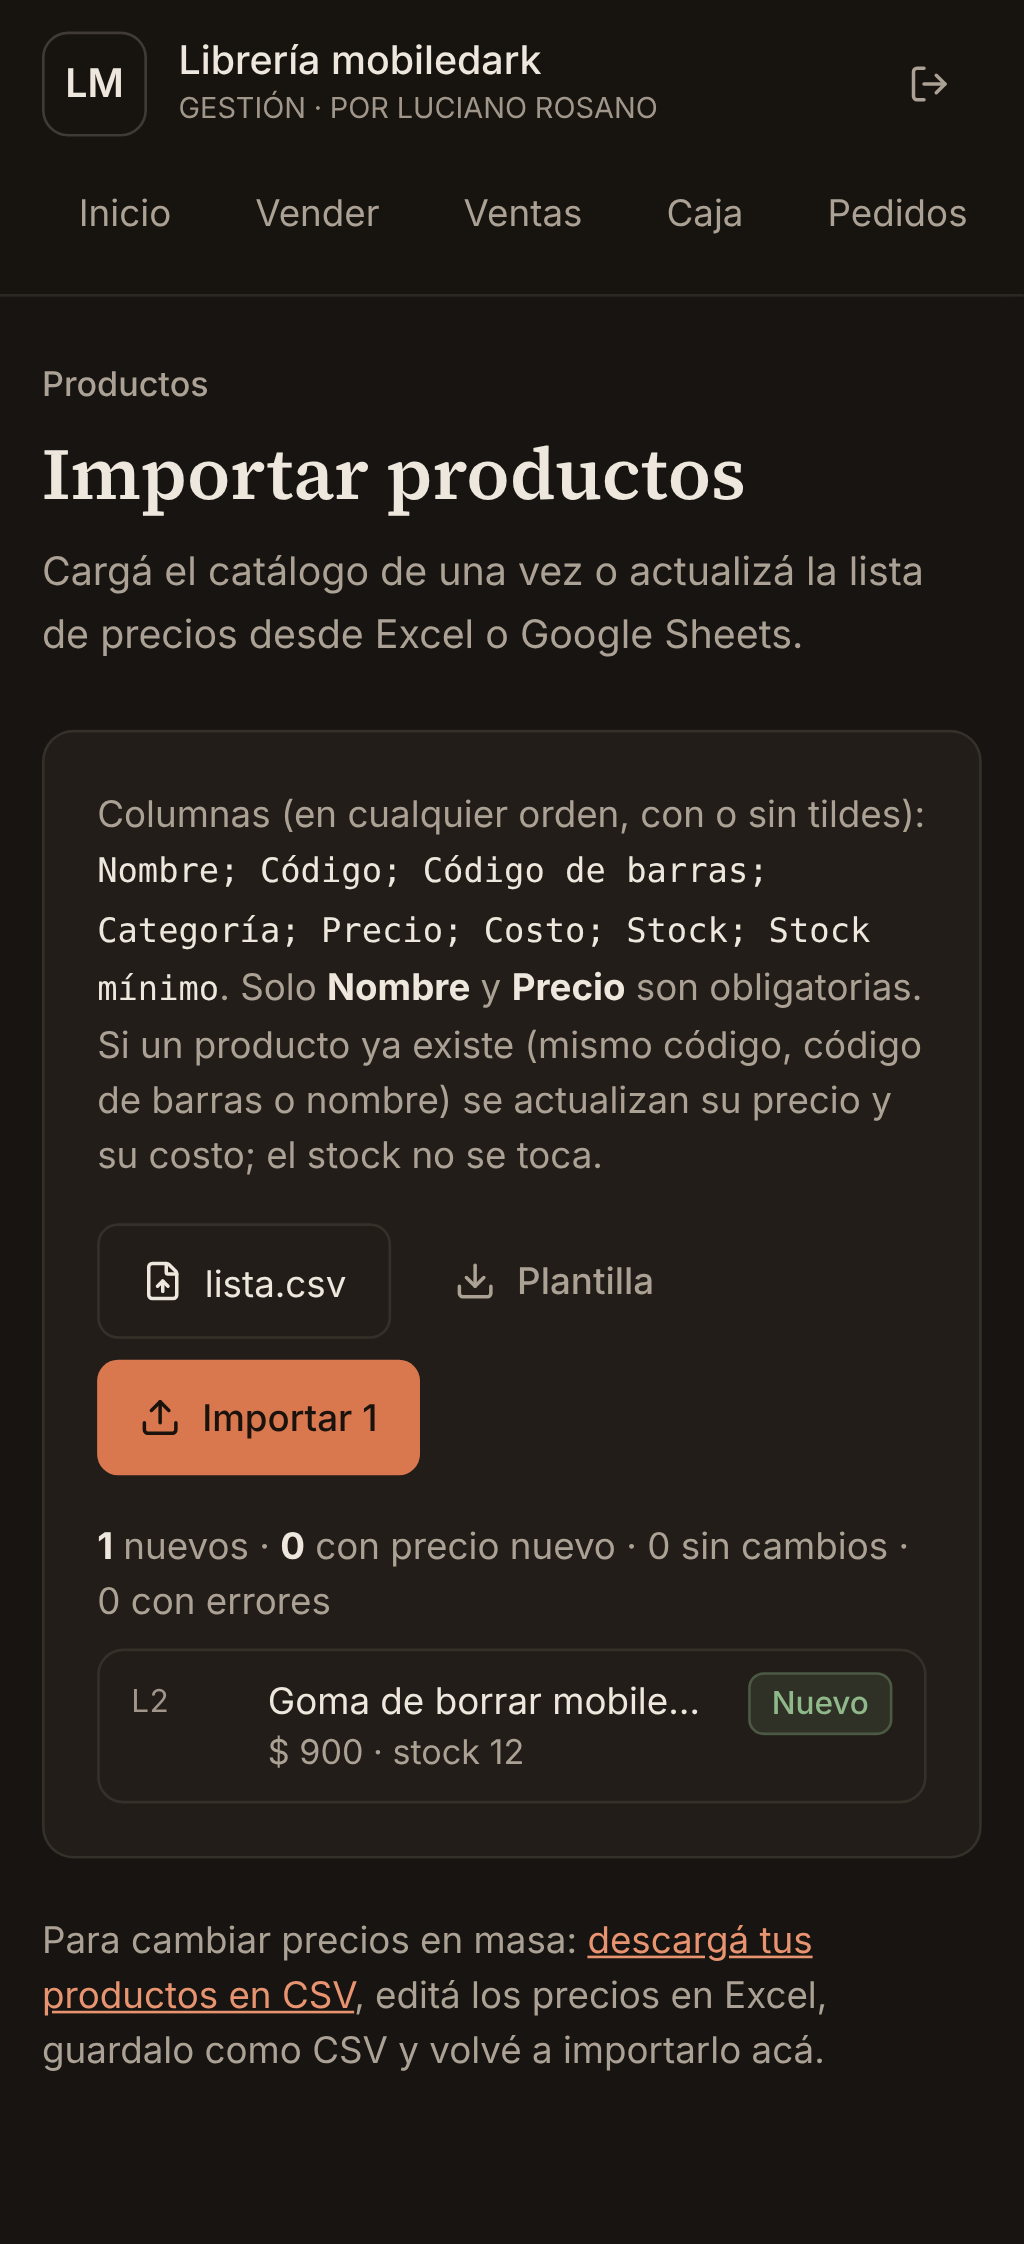 LM
Librería mobiledark
GESTIÓN · POR LUCIANO ROSANO
Inicio Vender Ventas Caja Pedidos
Productos
Importar productos
Cargá el catálogo de una vez o actualizá la lista
de precios desde Excel o Google Sheets.
Columnas (en cualquier orden, con o sin tildes):
Nombre; Código; Código de barras;
Categoría; Precio; Costo; Stock; Stock
mínimo. Solo Nombre y Precio son obligatorias.
Si un producto ya existe (mismo código, código
de barras o nombre) se actualizan su precio y
su costo; el stock no se toca.
lista.csv Plantilla
Importar 1
1 nuevos · 0 con precio nuevo · 0 sin cambios ·
0 con errores
L2 Goma de borrar mobile... Nuevo
$ 900 · stock 12
Para cambiar precios en masa: descargá tus
productos en CSV, editá los precios en Excel,
guardalo como CSV y volvé a importarlo acá.